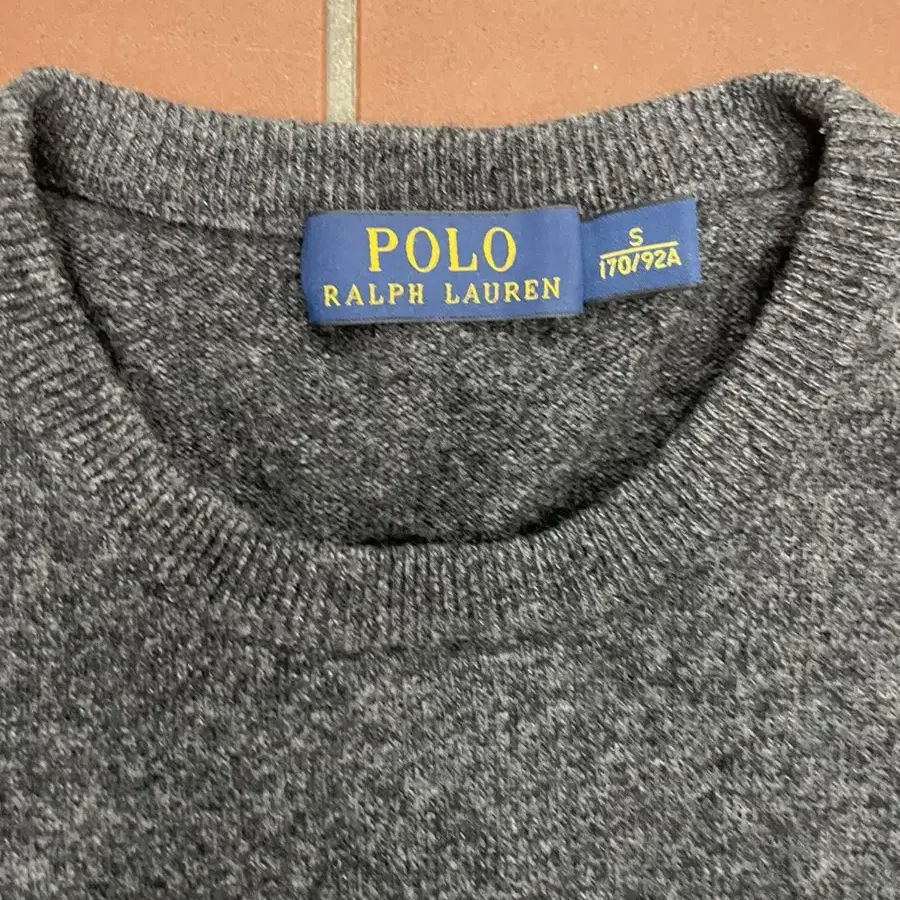 POLO
RALPH LAUREN
S
170/92A